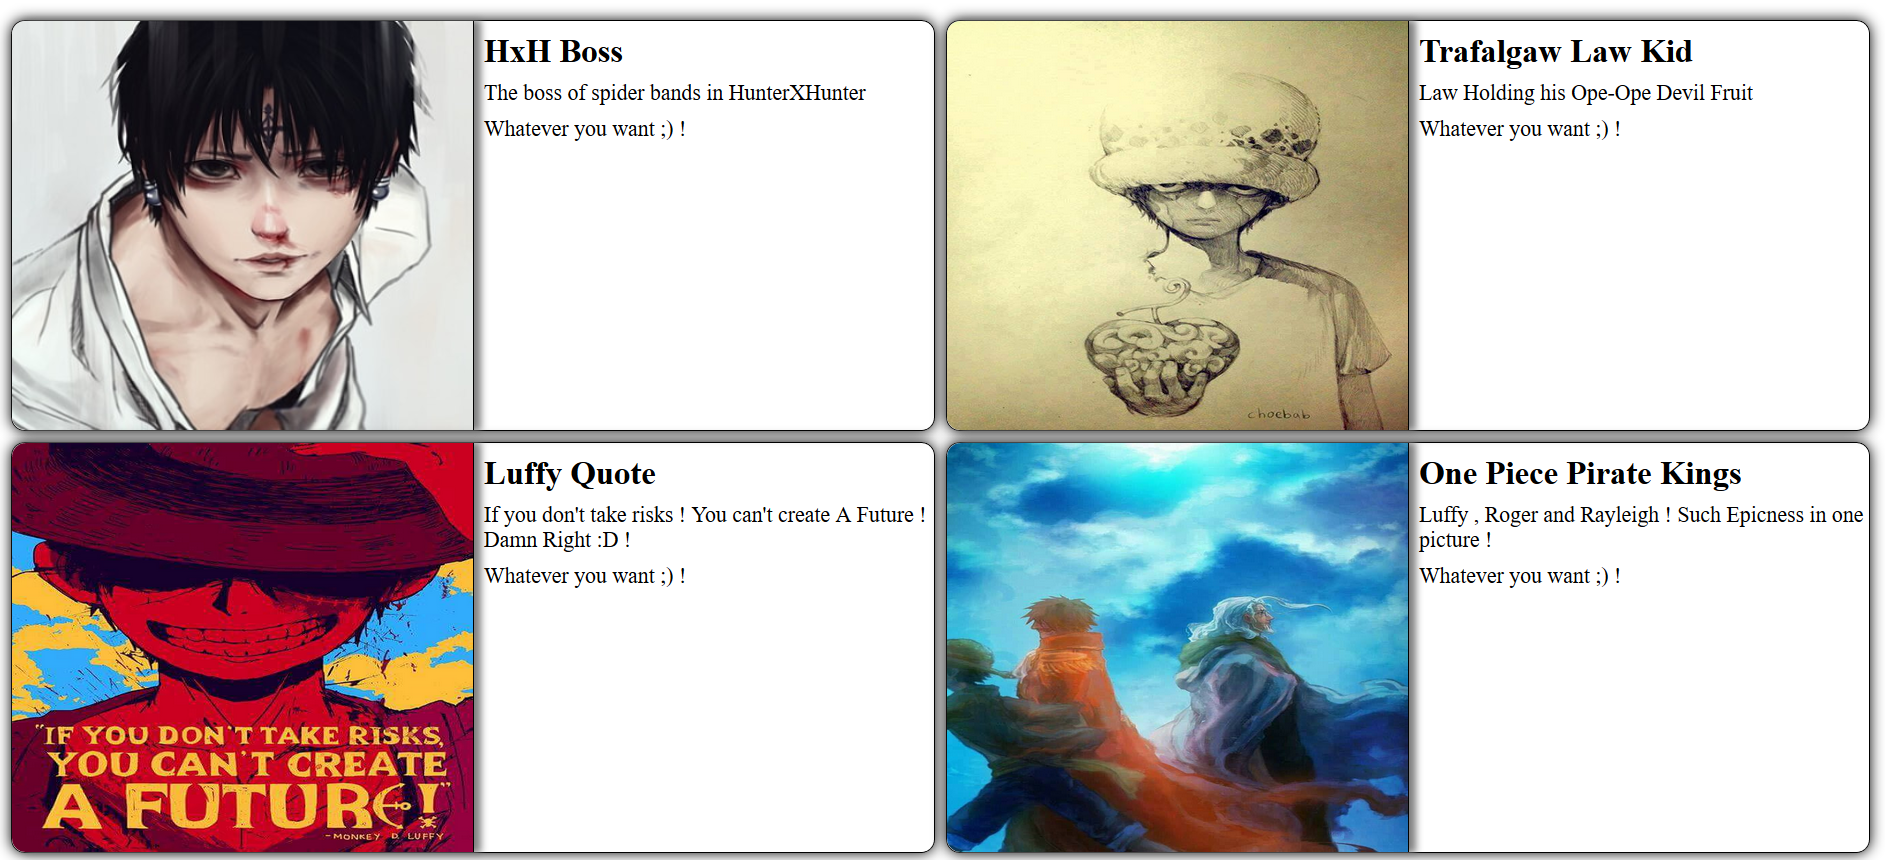 HxH Boss
The boss of spider bands in HunterXHunter
Whatever you want ;) !
choebab
Trafalgaw Law Kid
Law Holding his Ope-Ope Devil Fruit
Whatever you want ;) !
"IF YOU DON'T TAKE RISKS,
YOU CAN'T CREATE
A FUTURE!"
-MONKEY D. LUFFY
Luffy Quote
If you don't take risks ! You can't create A Future !
Damn Right :D !
Whatever you want ;) !
One Piece Pirate Kings
Luffy , Roger and Rayleigh ! Such Epicness in one
picture !
Whatever you want ;) !